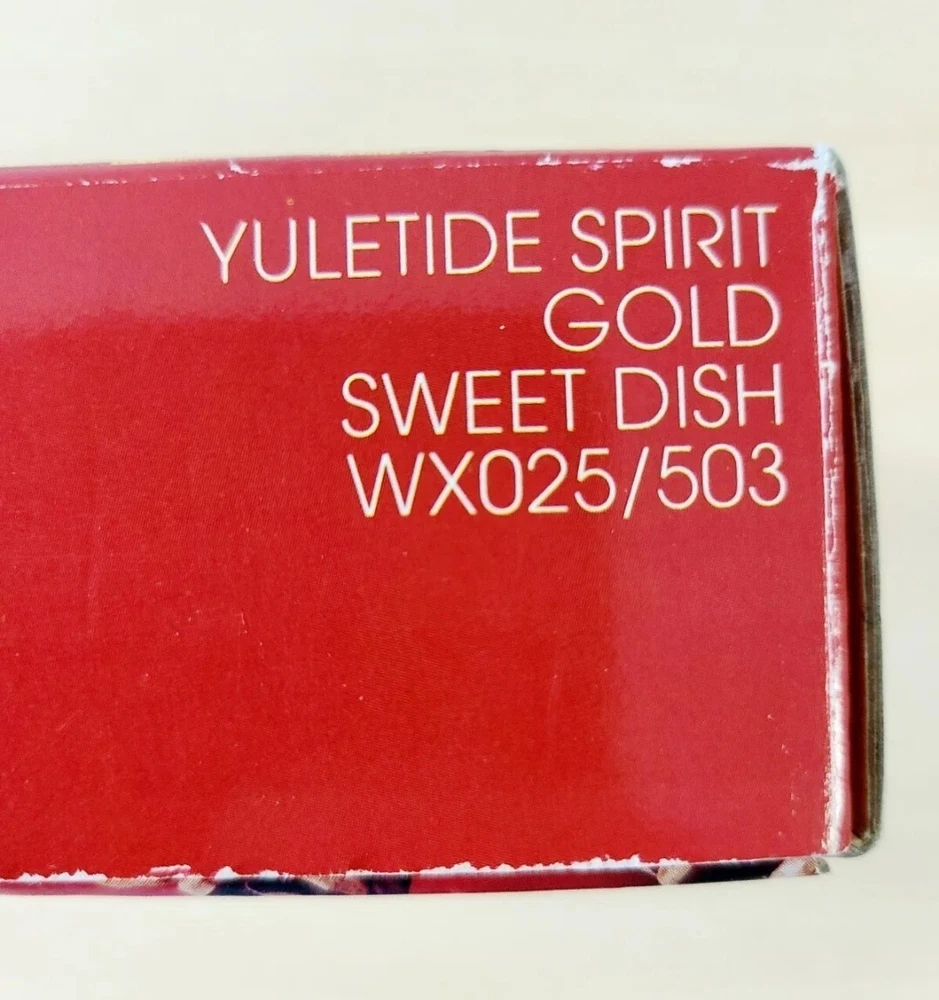 YULETIDE SPIRIT
GOLD
SWEET DISH
WX025/503